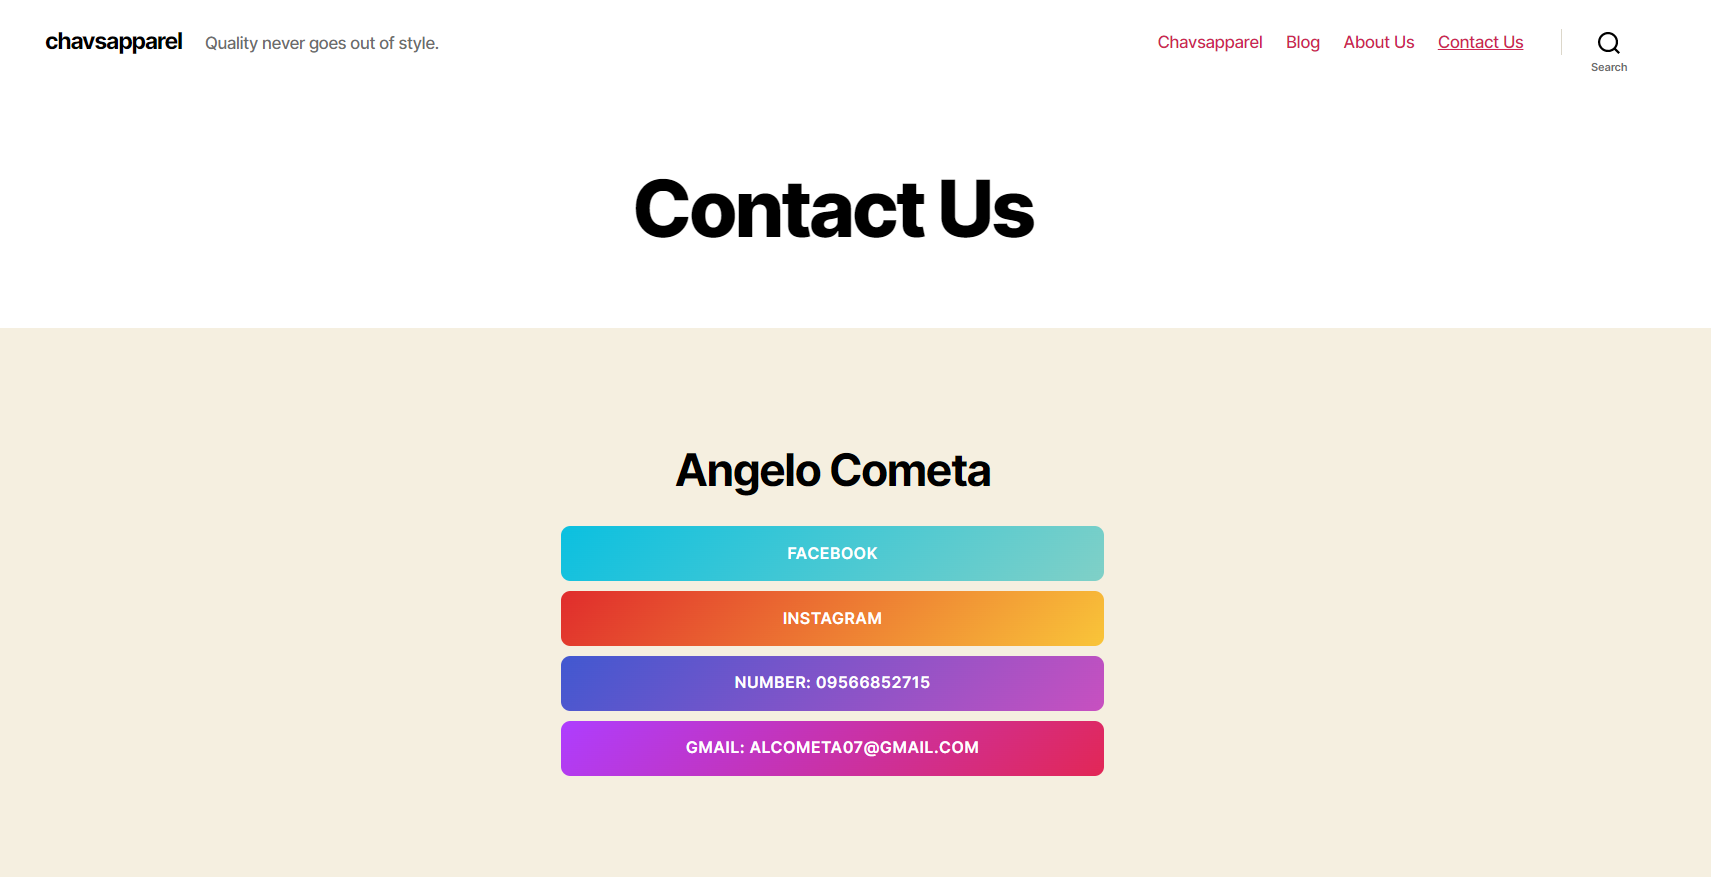 chavsapparel Quality never goes out of style. Chavsapparel Blog About Us Contact Us
Search
Contact Us
Angelo Cometa
FACEBOOK
INSTAGRAM
NUMBER: 09566852715
GMAIL: ALCOMETA07@GMAIL.COM